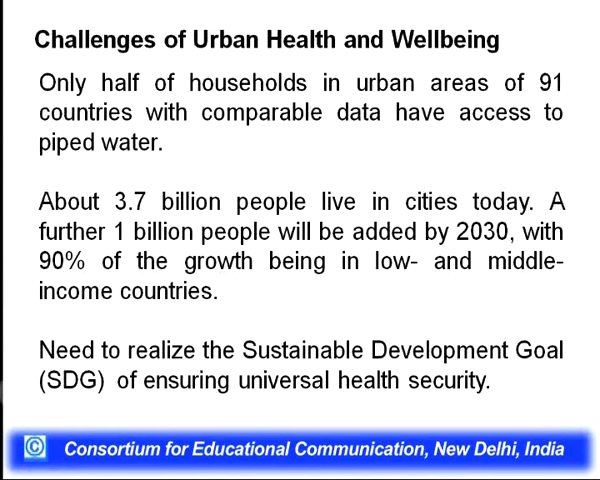 Challenges of Urban Health and Wellbeing
Only half of households in urban areas of 91
countries with comparable data have access to
piped water.
About 3.7 billion people live in cities today. A
further 1 billion people will be added by 2030, with
90% of the growth being in low- and middle-
income countries.
Need to realize the Sustainable Development Goal
(SDG) of ensuring universal health security.
© Consortium for Educational Communication, New Delhi, India